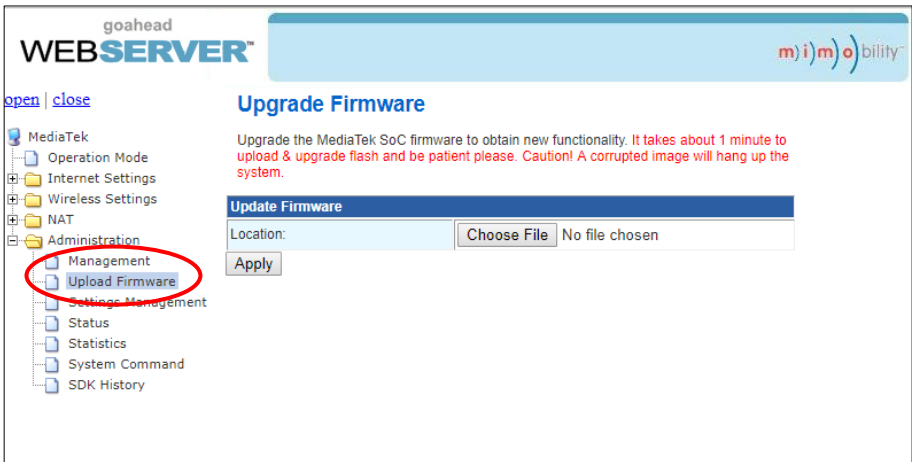 goahead
WEBSERVER™
m)i)m)o)bility™
open | close
MediaTek
Operation Mode
Internet Settings
Wireless Settings
NAT
Administration
Management
Upload Firmware
Settings Management
Status
Statistics
System Command
SDK History
Upgrade Firmware
Upgrade the MediaTek SoC firmware to obtain new functionality. It takes about 1 minute to
upload & upgrade flash and be patient please. Caution! A corrupted image will hang up the
system.
Update Firmware
Location: Choose File No file chosen
Apply